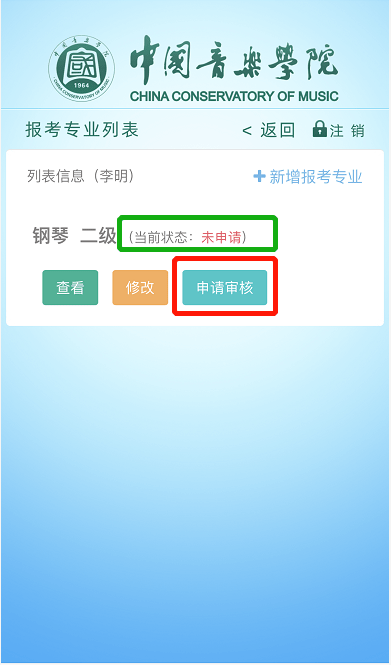 中国音乐学院
CHINA CONSERVATORY OF MUSIC
1964
报考专业列表 < 返回 注 销
列表信息（李明） 新增报考专业
钢琴 二级 （当前状态：未申请）
查看 修改 申请审核